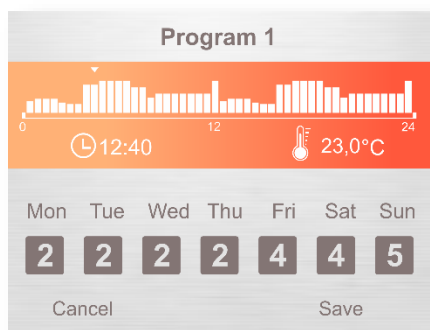 Program 1
0 12 24
12:40 23,0°C
Mon Tue Wed Thu Fri Sat Sun
2 2 2 2 4 4 5
Cancel Save